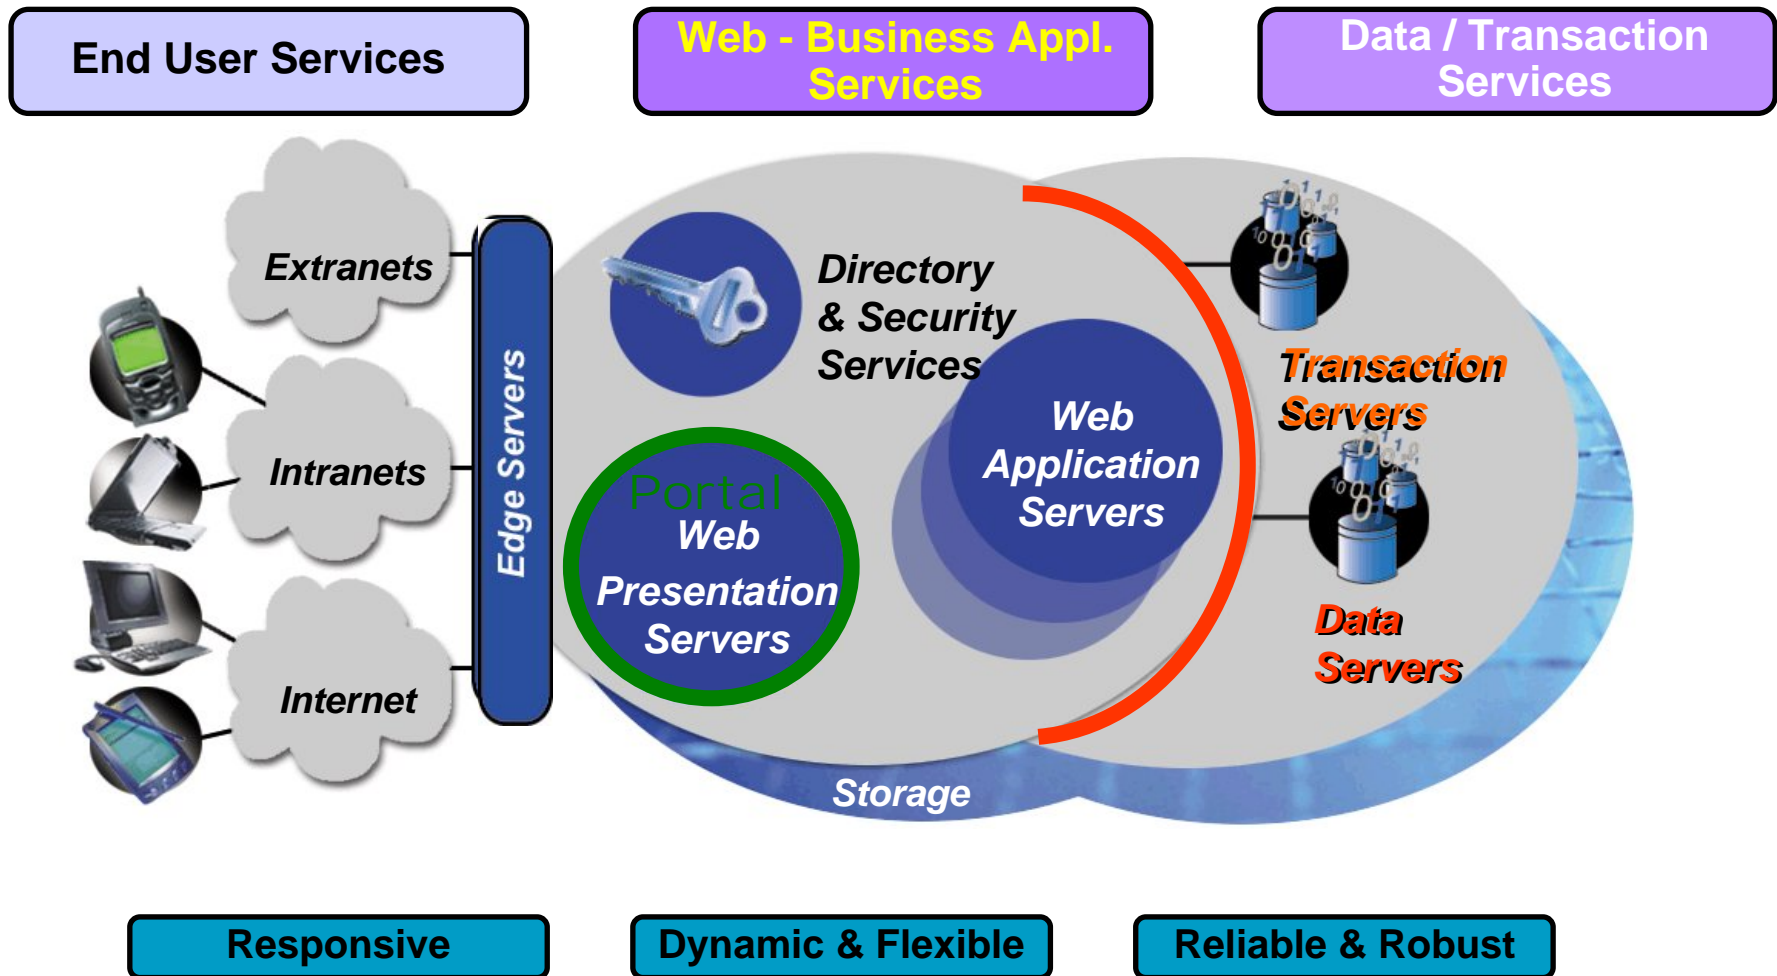 End User Services
Web - Business Appl.
Services
Data / Transaction
Services
Extranets
Intranets
Internet
Edge Servers
Directory
& Security
Services
Portal
Web
Presentation
Servers
Web
Application
Servers
Transaction
Servers
Data
Servers
Storage
Responsive
Dynamic & Flexible
Reliable & Robust